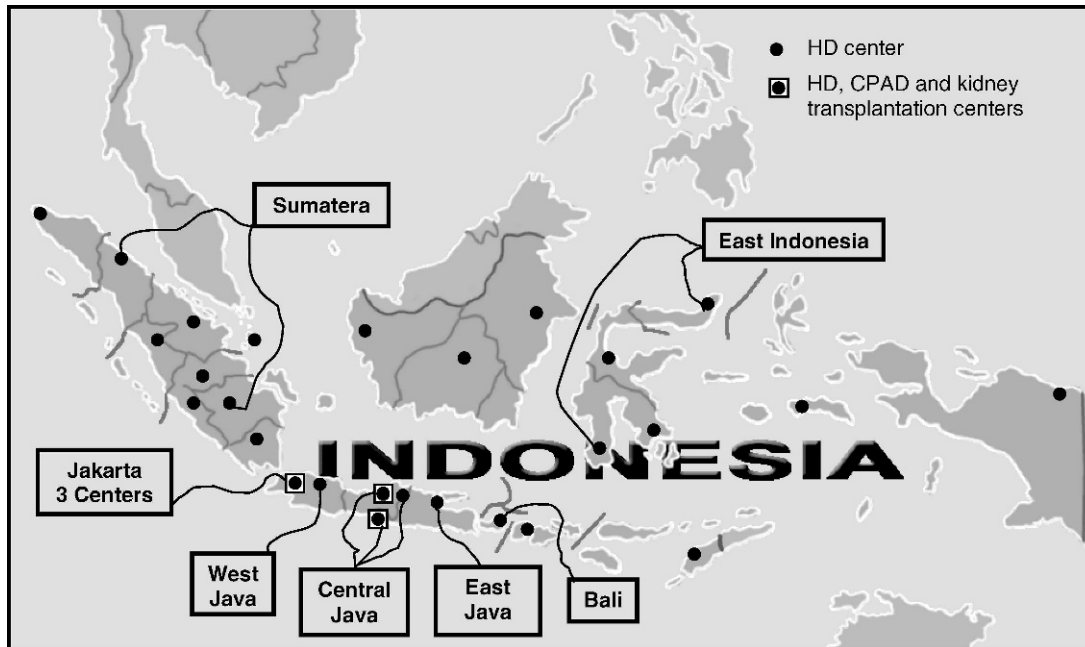 HD center
HD, CPAD and kidney
transplantation centers
Sumatera
East Indonesia
INDONESIA
Jakarta
3 Centers
West
Java
Central
Java
East
Java
Bali